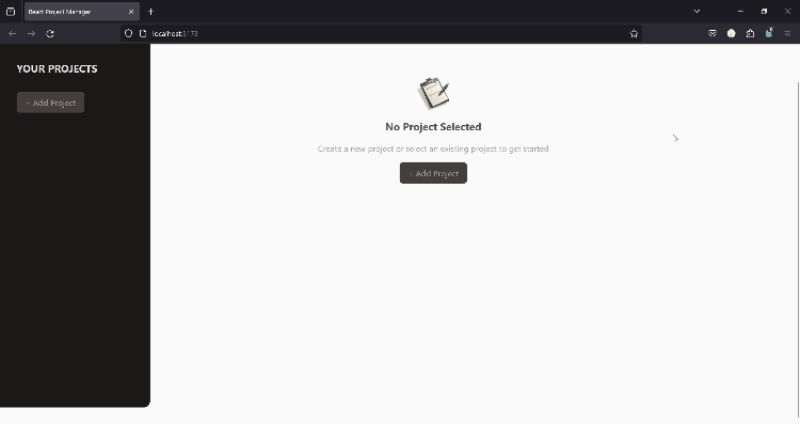 React Project Manager
localhost:5173
YOUR PROJECTS
+ Add Project
No Project Selected
Create a new project or select an existing project to get started
+ Add Project